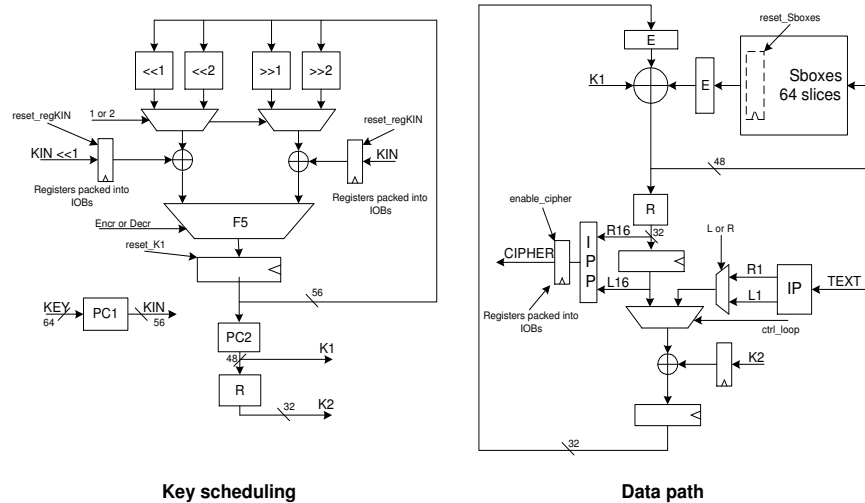 <<1
<<2
>>1
>>2
1 or 2
reset_regKIN
reset_regKIN
KIN <<1
KIN
Registers packed into
IOBs
Registers packed into
IOBs
Encr or Decr
F5
reset_K1
56
KEY
64
PC1
KIN
56
PC2
48
K1
R
32
K2
Key scheduling
E
reset_Sboxes
K1
E
Sboxes
64 slices
48
R
enable_cipher
R16
32
L or R
CIPHER
I
P
P
L16
R1
L1
IP
TEXT
Registers packed into
IOBs
ctrl_loop
K2
32
Data path